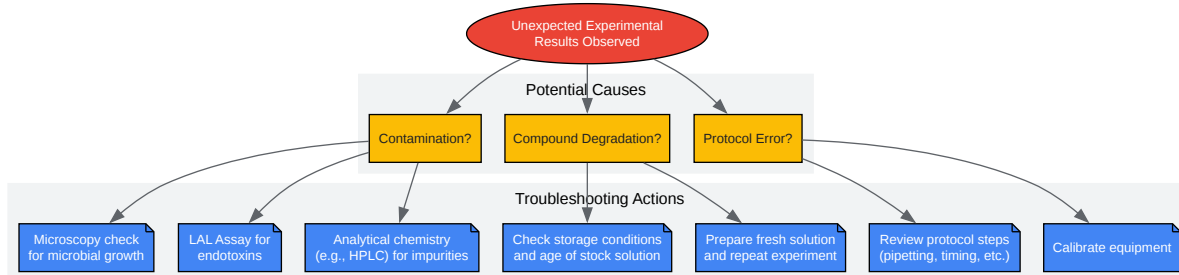 Unexpected Experimental
Results Observed
Potential Causes
Contamination?
Compound Degradation?
Protocol Error?
Troubleshooting Actions
Microscopy check
for microbial growth
LAL Assay for
endotoxins
Analytical chemistry
(e.g., HPLC) for impurities
Check storage conditions
and age of stock solution
Prepare fresh solution
and repeat experiment
Review protocol steps
(pipetting, timing, etc.)
Calibrate equipment